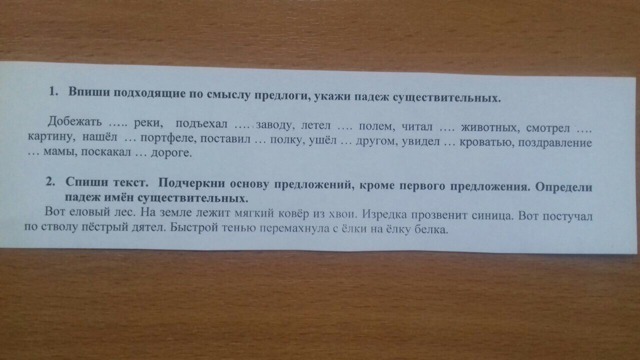 1. Впиши подходящие по смыслу предлоги, укажи падеж существительных.
Добежать ….. реки, подъехал …. заводу, летел …. полем, читал …. животных, смотрел ….
картину, нашёл … портфеле, поставил … полку, ушёл … другом, увидел … кроватью, поздравление
… мамы, поскакал … дороге.
2. Спиши текст. Подчеркни основу предложений, кроме первого предложения. Определи
падеж имён существительных.
Вот еловый лес. На земле лежит мягкий ковёр из хвои. Изредка прозвенит синица. Вот постучал
по стволу пёстрый дятел. Быстрой тенью перемахнула с ёлки на ёлку белка.